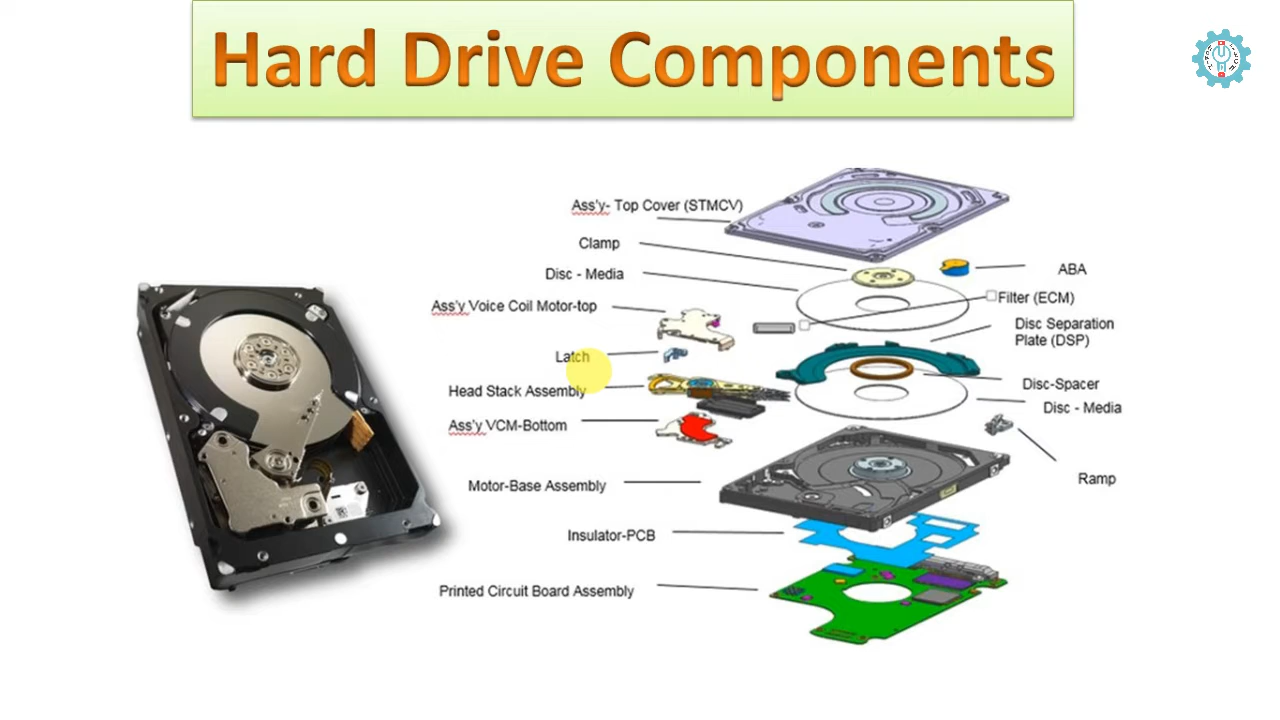 Hard Drive Components
Ass'y- Top Cover (STMCV)
Clamp
Disc - Media
Ass'y Voice Coil Motor-top
Latch
Head Stack Assembly
Ass'y VCM-Bottom
Motor-Base Assembly
Insulator-PCB
Printed Circuit Board Assembly
ABA
Filter (ECM)
Disc Separation
Plate (DSP)
Disc-Spacer
Disc - Media
Ramp